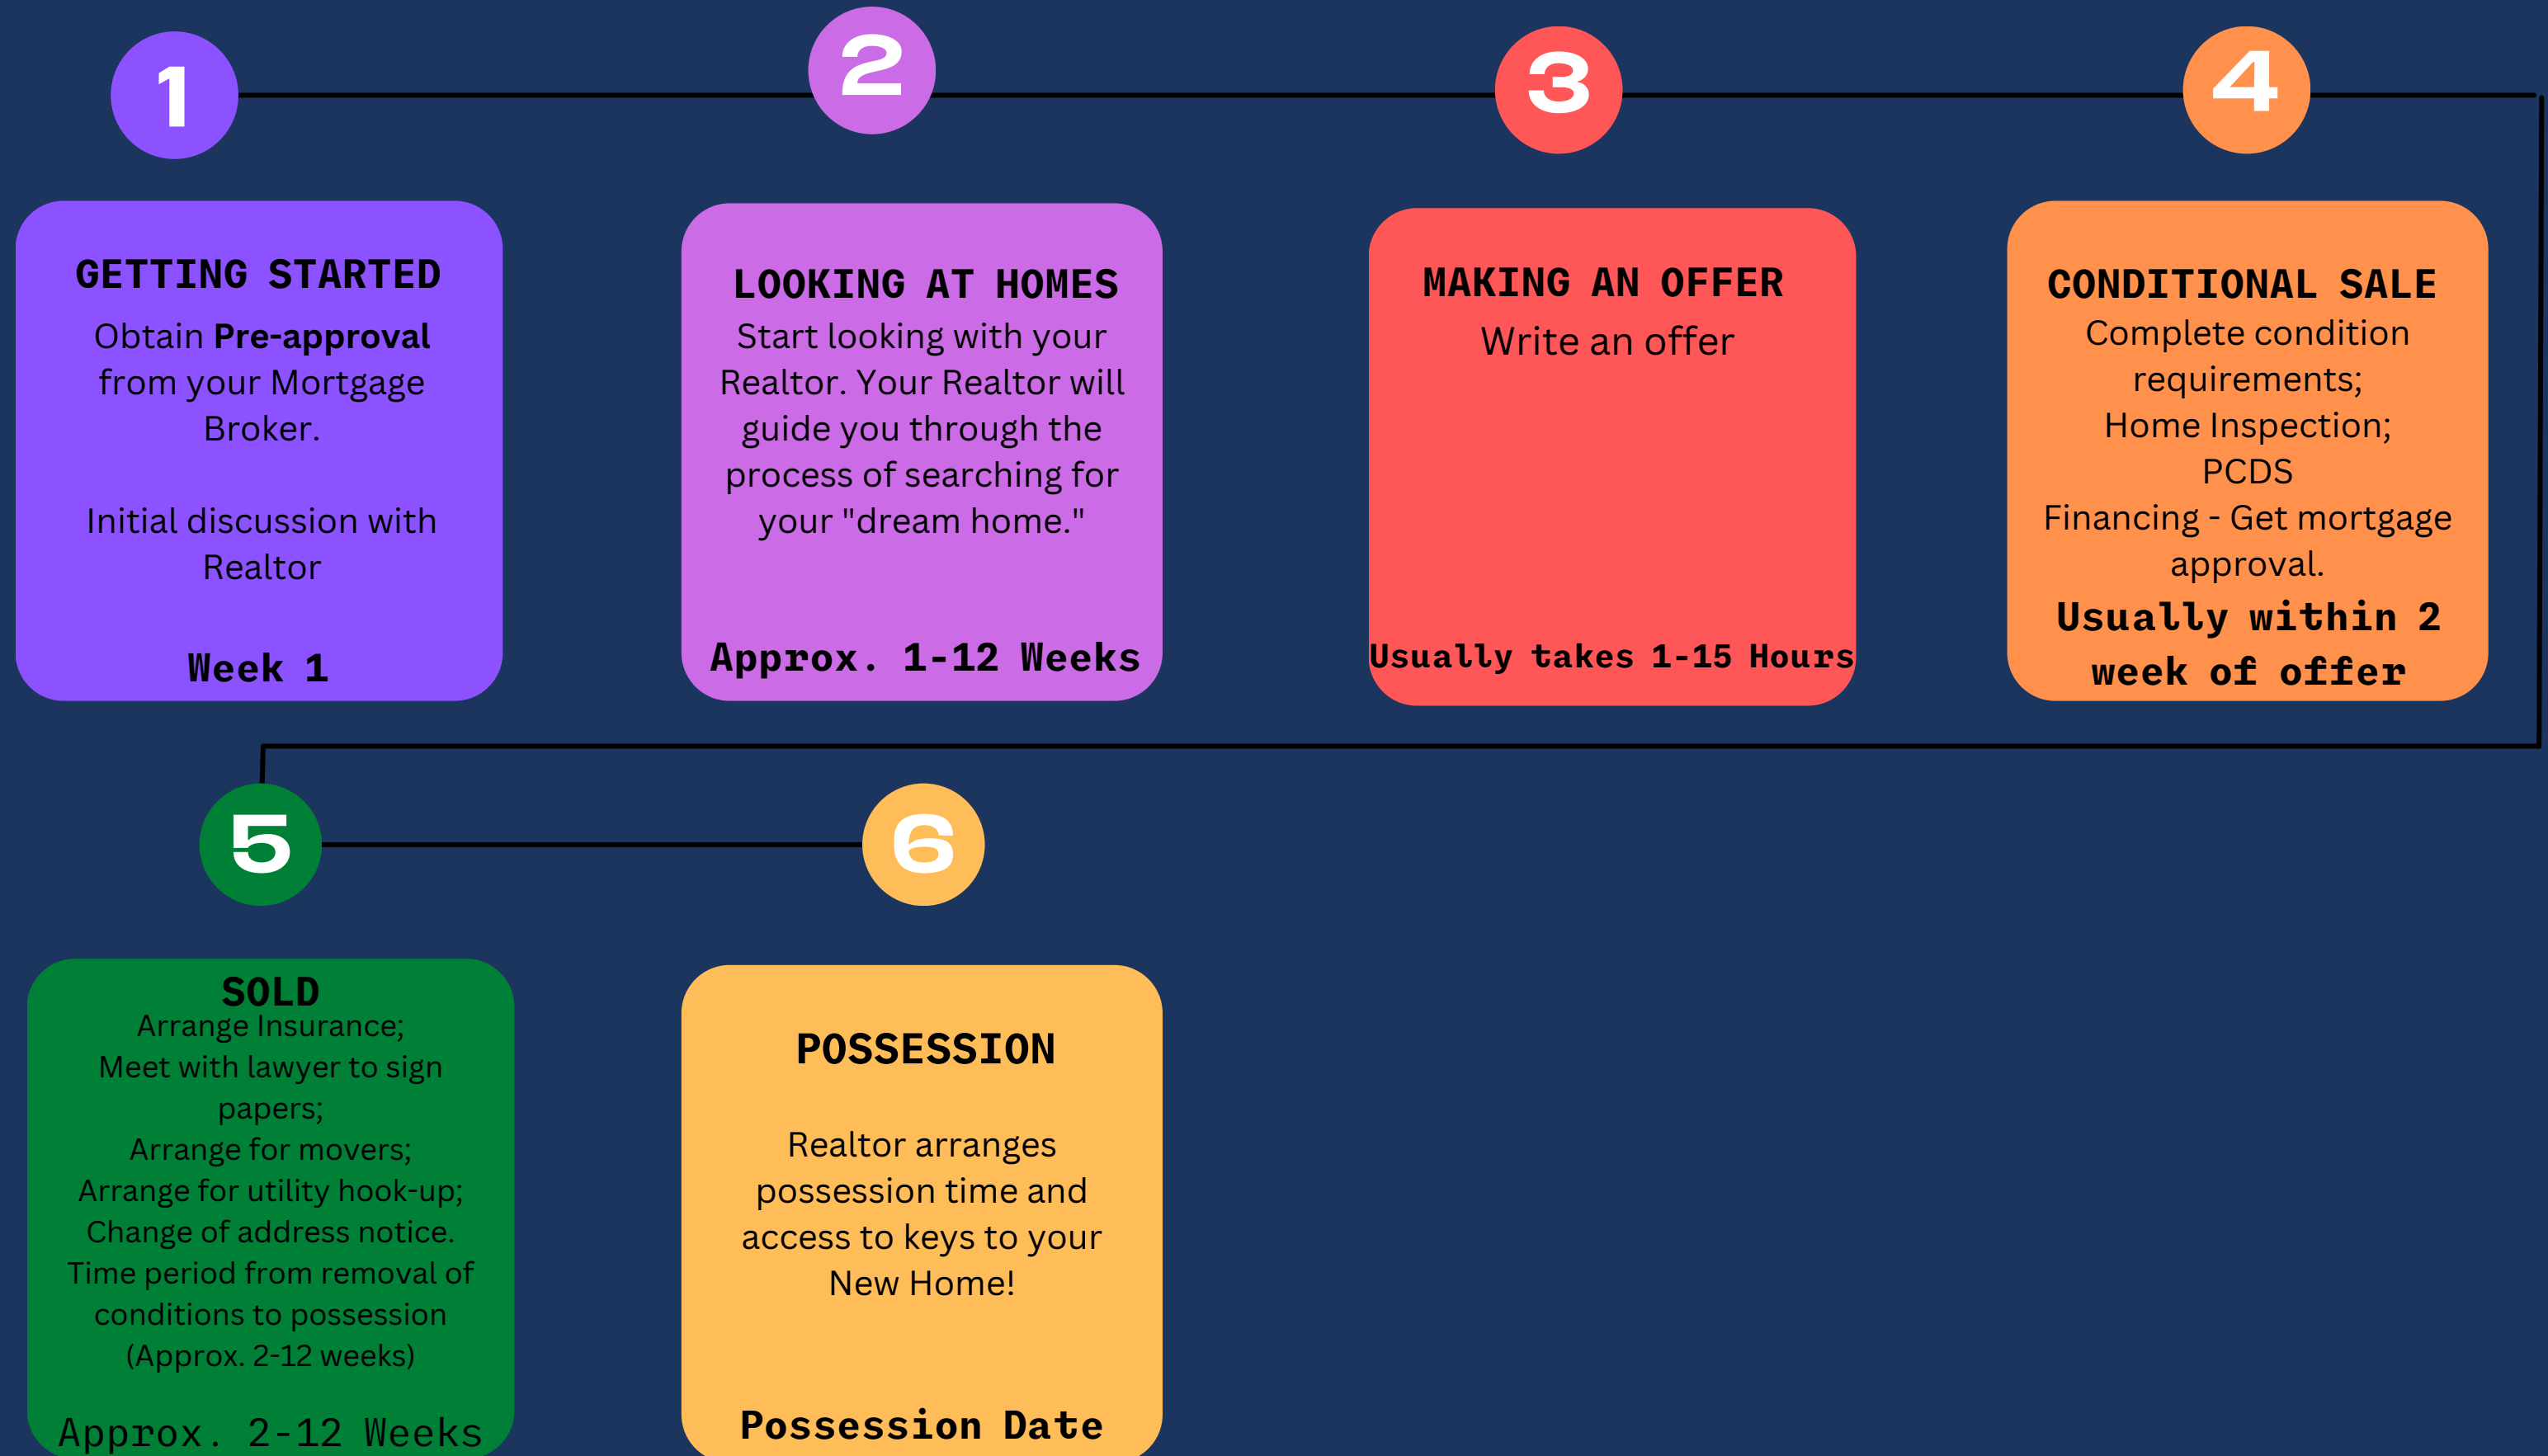 1
GETTING STARTED
Obtain Pre-approval
from your Mortgage
Broker.
Initial discussion with
Realtor
Week 1
2
LOOKING AT HOMES
Start looking with your
Realtor. Your Realtor will
guide you through the
process of searching for
your "dream home."
Approx. 1-12 Weeks
3
MAKING AN OFFER
Write an offer
Usually takes 1-15 Hours
4
CONDITIONAL SALE
Complete condition
requirements;
Home Inspection;
PCDS
Financing - Get mortgage
approval.
Usually within 2
week of offer
5
SOLD
Arrange Insurance;
Meet with lawyer to sign
papers;
Arrange for movers;
Arrange for utility hook-up;
Change of address notice.
Time period from removal of
conditions to possession
(Approx. 2-12 weeks)
Approx. 2-12 Weeks
6
POSSESSION
Realtor arranges
possession time and
access to keys to your
New Home!
Possession Date